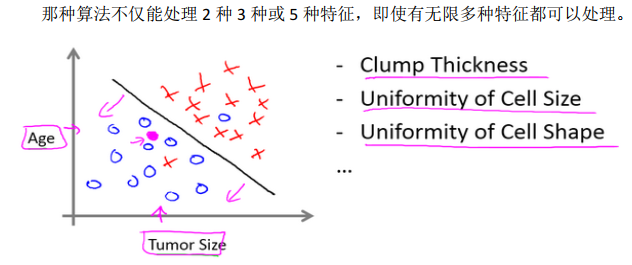 那种算法不仅能处理 2 种 3 种或 5 种特征，即使有无限多种特征都可以处理。
- Clump Thickness
- Uniformity of Cell Size
- Uniformity of Cell Shape
...
Age
Tumor Size